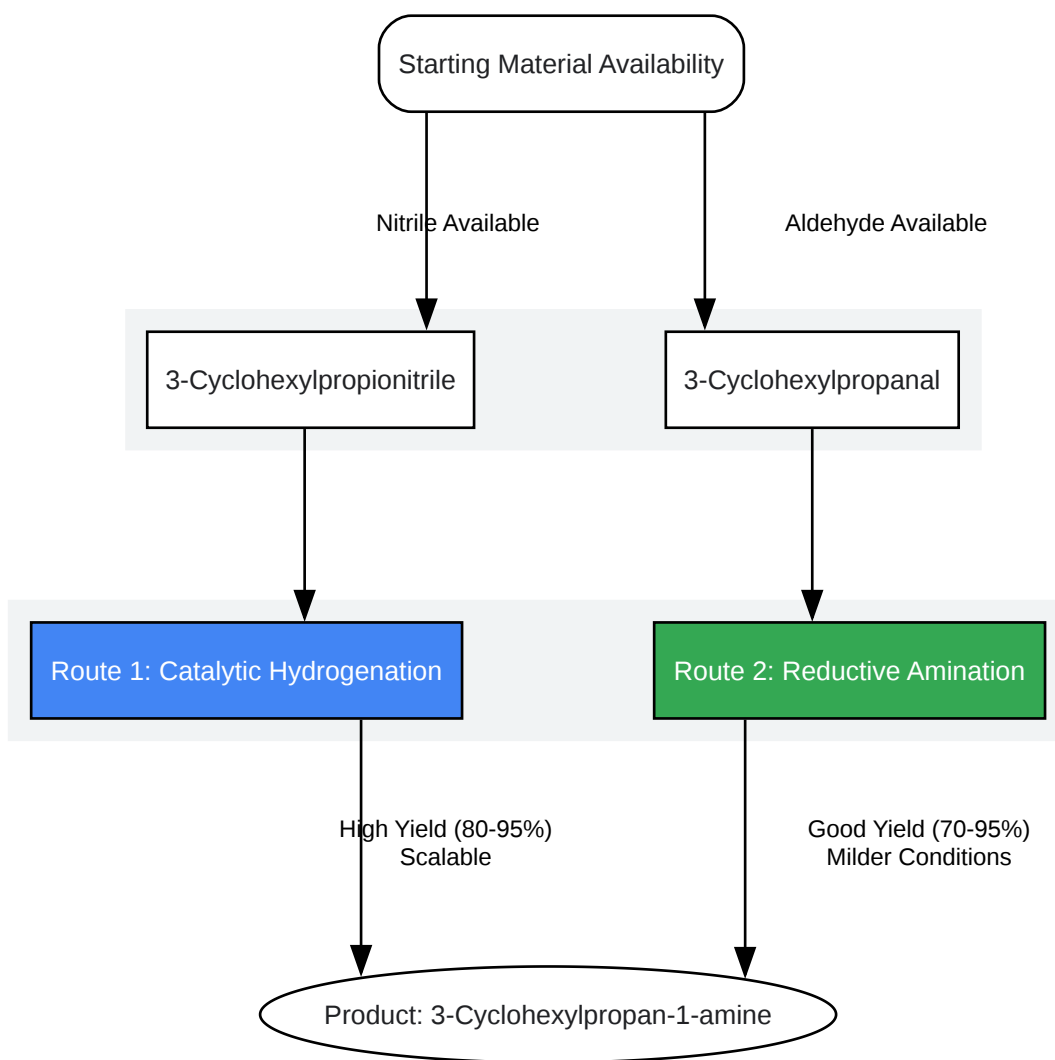 Starting Material Availability
Nitrile Available
Aldehyde Available
3-Cyclohexylpropionitrile
3-Cyclohexylpropanal
Route 1: Catalytic Hydrogenation
Route 2: Reductive Amination
High Yield (80-95%)
Scalable
Good Yield (70-95%)
Milder Conditions
Product: 3-Cyclohexylpropan-1-amine